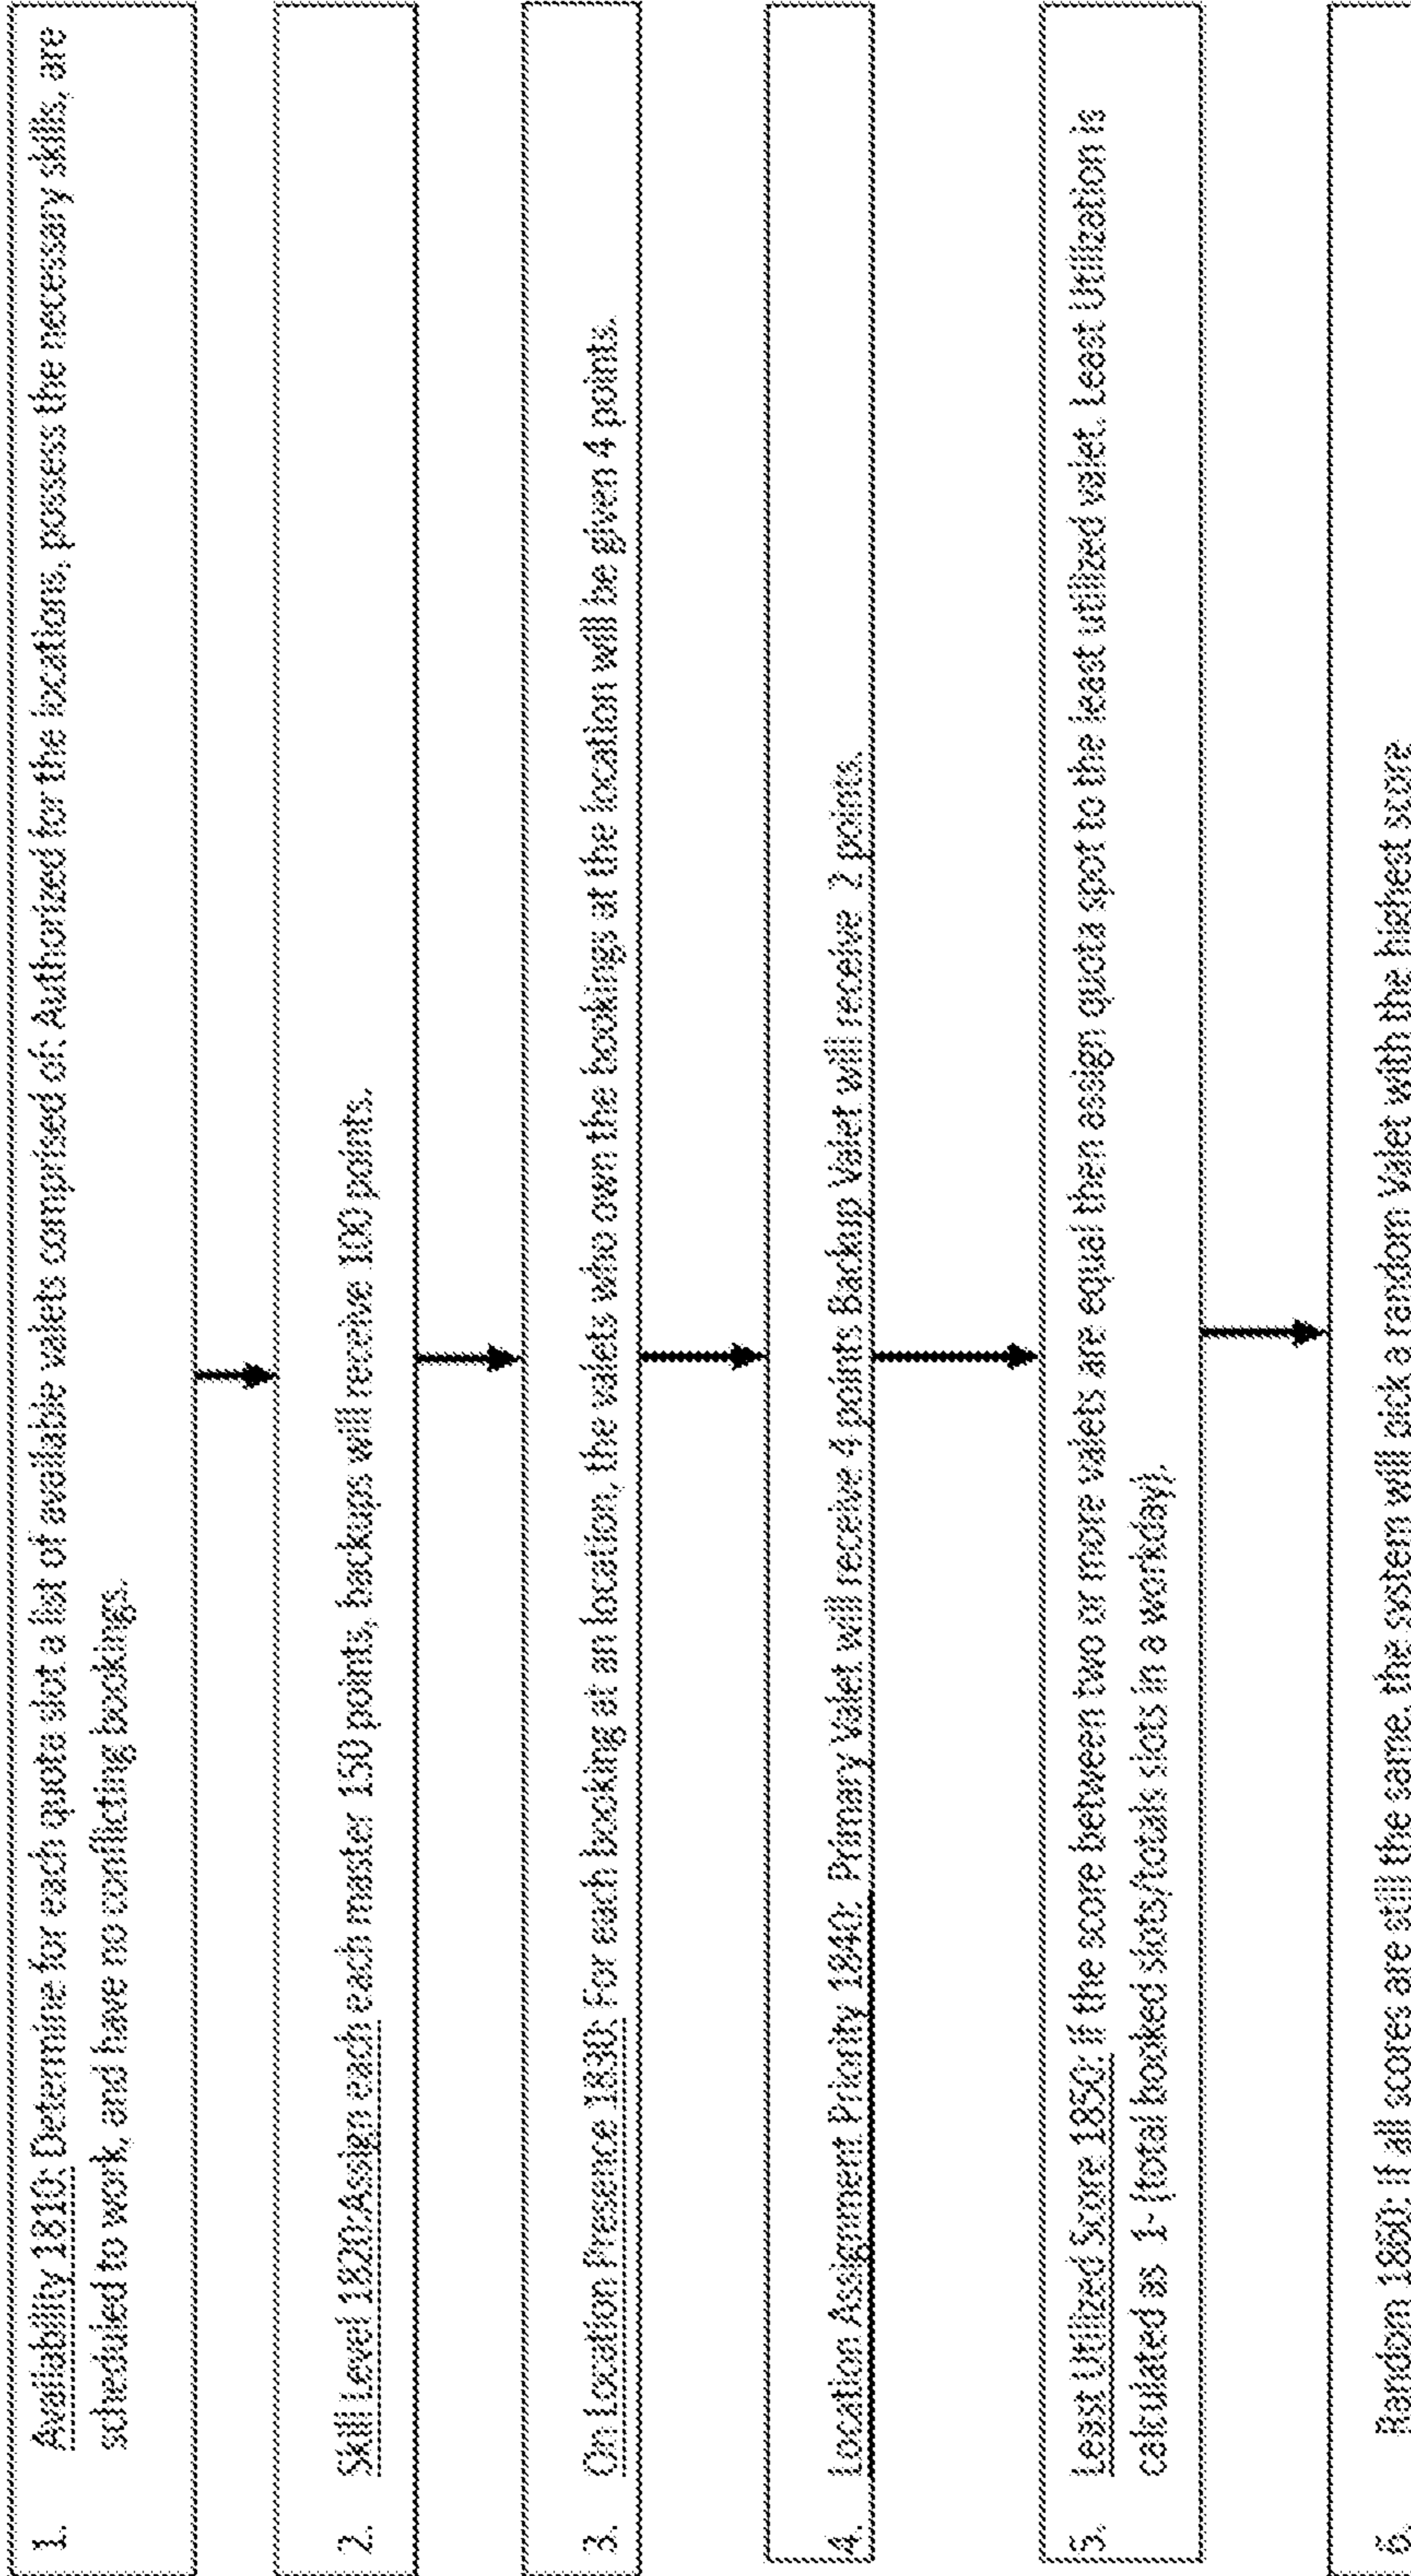 1. Availability 1810: Determine for each quota slot a list of available valets comprised of: Authorized for the locations, possess the necessary skills, are
scheduled to work, and have no conflicting bookings.
2. Skill Level 1820:Assign each each master 150 points, backups will receive 100 points.
3. On Location Presence 1830: For each booking at an location, the valets who own the bookings at the location will be given 4 points.
4. Location Assignment Priority 1840: Primary Valet will receive 4 points Backup Valet will receive 2 points.
5. Least Utilized Score 1850: if the score between two or more valets are equal then assign quota spot to the least utilized valet. Least Utilization is
calculated as 1- (total booked slots/totals slots in a workday).
6. Random 1860: if all scores are still the same, the system will pick a random Valet with the highest score